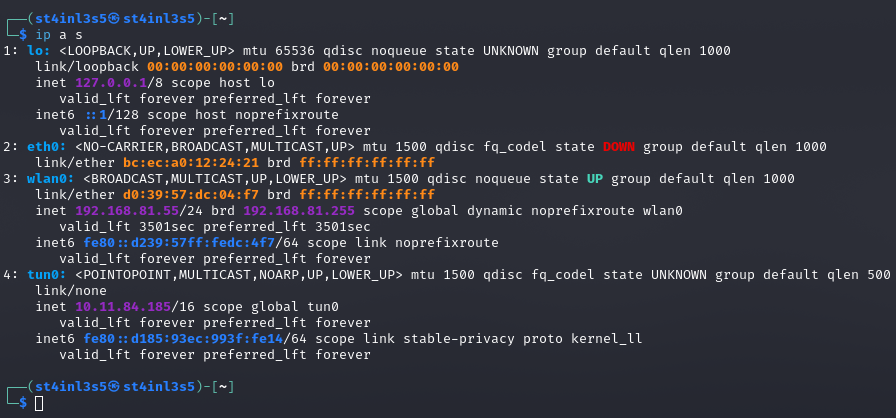 ┌──(st4inl3s5㉿st4inl3s5)-[~]
└─$ ip a s
1: lo: <LOOPBACK,UP,LOWER_UP> mtu 65536 qdisc noqueue state UNKNOWN group default qlen 1000
    link/loopback 00:00:00:00:00:00 brd 00:00:00:00:00:00
    inet 127.0.0.1/8 scope host lo
       valid_lft forever preferred_lft forever
    inet6 ::1/128 scope host noprefixroute
       valid_lft forever preferred_lft forever
2: eth0: <NO-CARRIER,BROADCAST,MULTICAST,UP> mtu 1500 qdisc fq_codel state DOWN group default qlen 1000
    link/ether bc:ec:a0:12:24:21 brd ff:ff:ff:ff:ff:ff
3: wlan0: <BROADCAST,MULTICAST,UP,LOWER_UP> mtu 1500 qdisc noqueue state UP group default qlen 1000
    link/ether d0:39:57:dc:04:f7 brd ff:ff:ff:ff:ff:ff
    inet 192.168.81.55/24 brd 192.168.81.255 scope global dynamic noprefixroute wlan0
       valid_lft 3501sec preferred_lft 3501sec
    inet6 fe80::d239:57ff:fedc:4f7/64 scope link noprefixroute
       valid_lft forever preferred_lft forever
4: tun0: <POINTOPOINT,MULTICAST,NOARP,UP,LOWER_UP> mtu 1500 qdisc fq_codel state UNKNOWN group default qlen 500
    link/none
    inet 10.11.84.185/16 scope global tun0
       valid_lft forever preferred_lft forever
    inet6 fe80::d185:93ec:993f:fe14/64 scope link stable-privacy proto kernel_ll
       valid_lft forever preferred_lft forever
┌──(st4inl3s5㉿st4inl3s5)-[~]
└─$